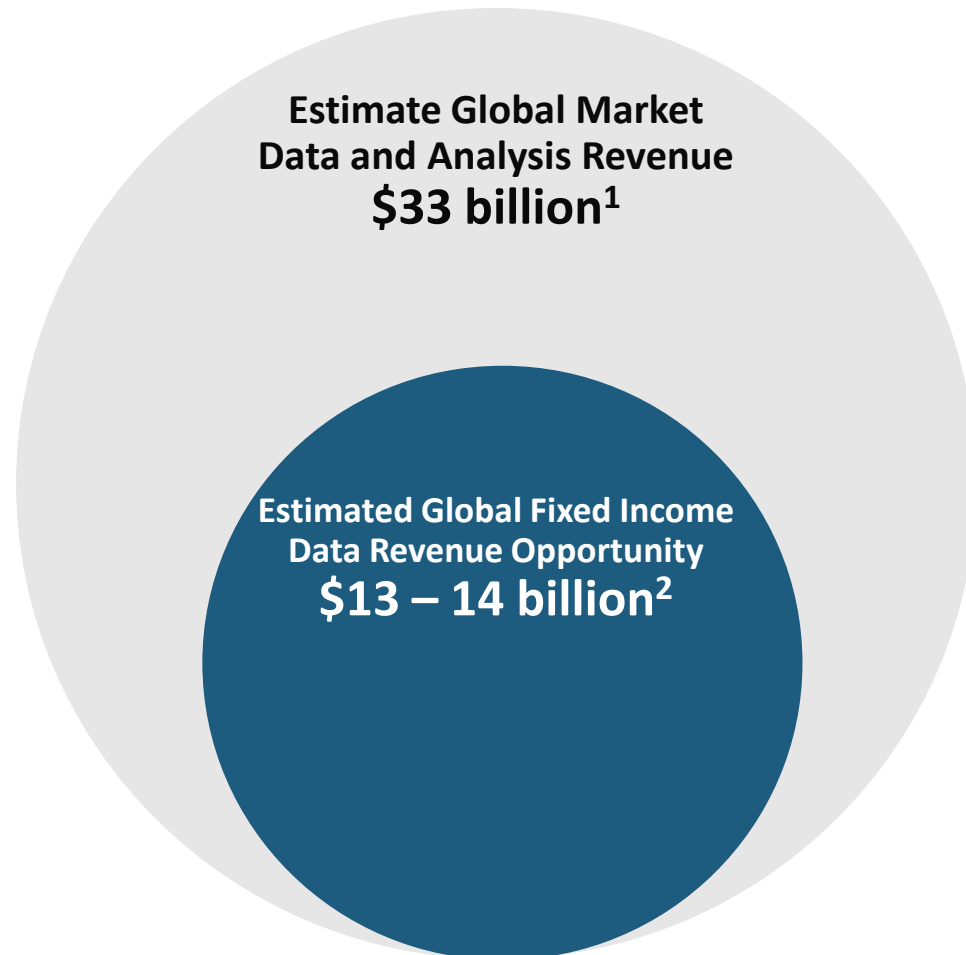 Estimate Global Market
Data and Analysis Revenue
$33 billion¹
Estimated Global Fixed Income
Data Revenue Opportunity
$13 – 14 billion²